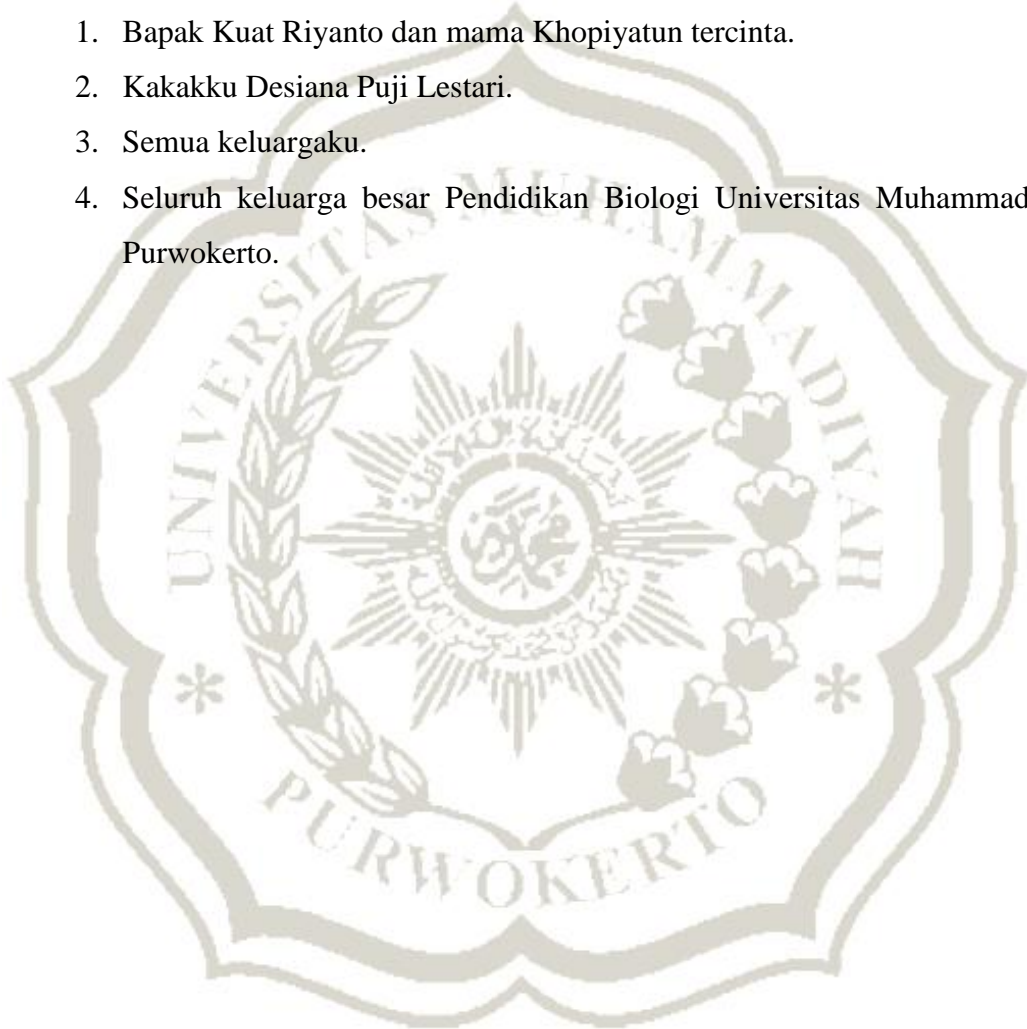 1. Bapak Kuat Riyanto dan mama Khopiyatun tercinta.
2. Kakakku Desiana Puji Lestari.
3. Semua keluargaku.
4. Seluruh keluarga besar Pendidikan Biologi Universitas Muhammad
Purwokerto.
UNIVERSITAS MUHAMMADIYAH
PURWOKERTO